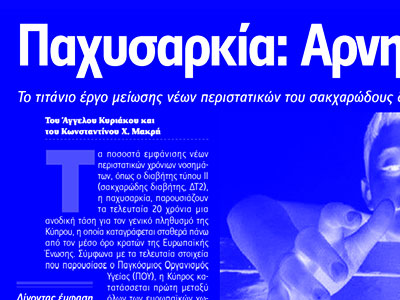 Παχυσαρκία: Αρνη
Το τιτάνιο έργο μείωσης νέων περιστατικών του σακχαρώδους δ
Του Άγγελου Κυριάκου και
του Κωνσταντίνου Χ. Μακρή
Τα ποσοστά εμφάνισης νέων
περιστατικών χρόνιων νοσημά-
των, όπως ο διαβήτης τύπου ΙΙ
(σακχαρώδης διαβήτης, ΔΤ2),
η παχυσαρκία, παρουσιάζουν
τα τελευταία 20 χρόνια μια
ανοδική τάση για τον γενικό πληθυσμό της
Κύπρου, η οποία καταγράφεται σταθερά πάνω
από τον μέσο όρο κρατών της Ευρωπαϊκής
Ένωσης. Σύμφωνα με τα τελευταία στοιχεία
που παρουσίασε ο Παγκόσμιος Οργανισμός
Υγείας (ΠΟΥ), η Κύπρος κα-
τατάσσεται πρώτη μεταξύ
όλων των ευρωπαϊκών χω-
Δίνοντας έμφαση